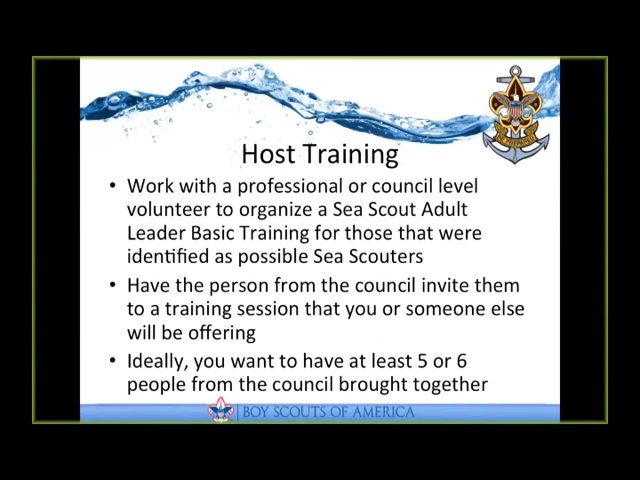 Host Training
• Work with a professional or council level
volunteer to organize a Sea Scout Adult
Leader Basic Training for those that were
identified as possible Sea Scouters
• Have the person from the council invite them
to a training session that you or someone else
will be offering
• Ideally, you want to have at least 5 or 6
people from the council brought together
BOY SCOUTS OF AMERICA